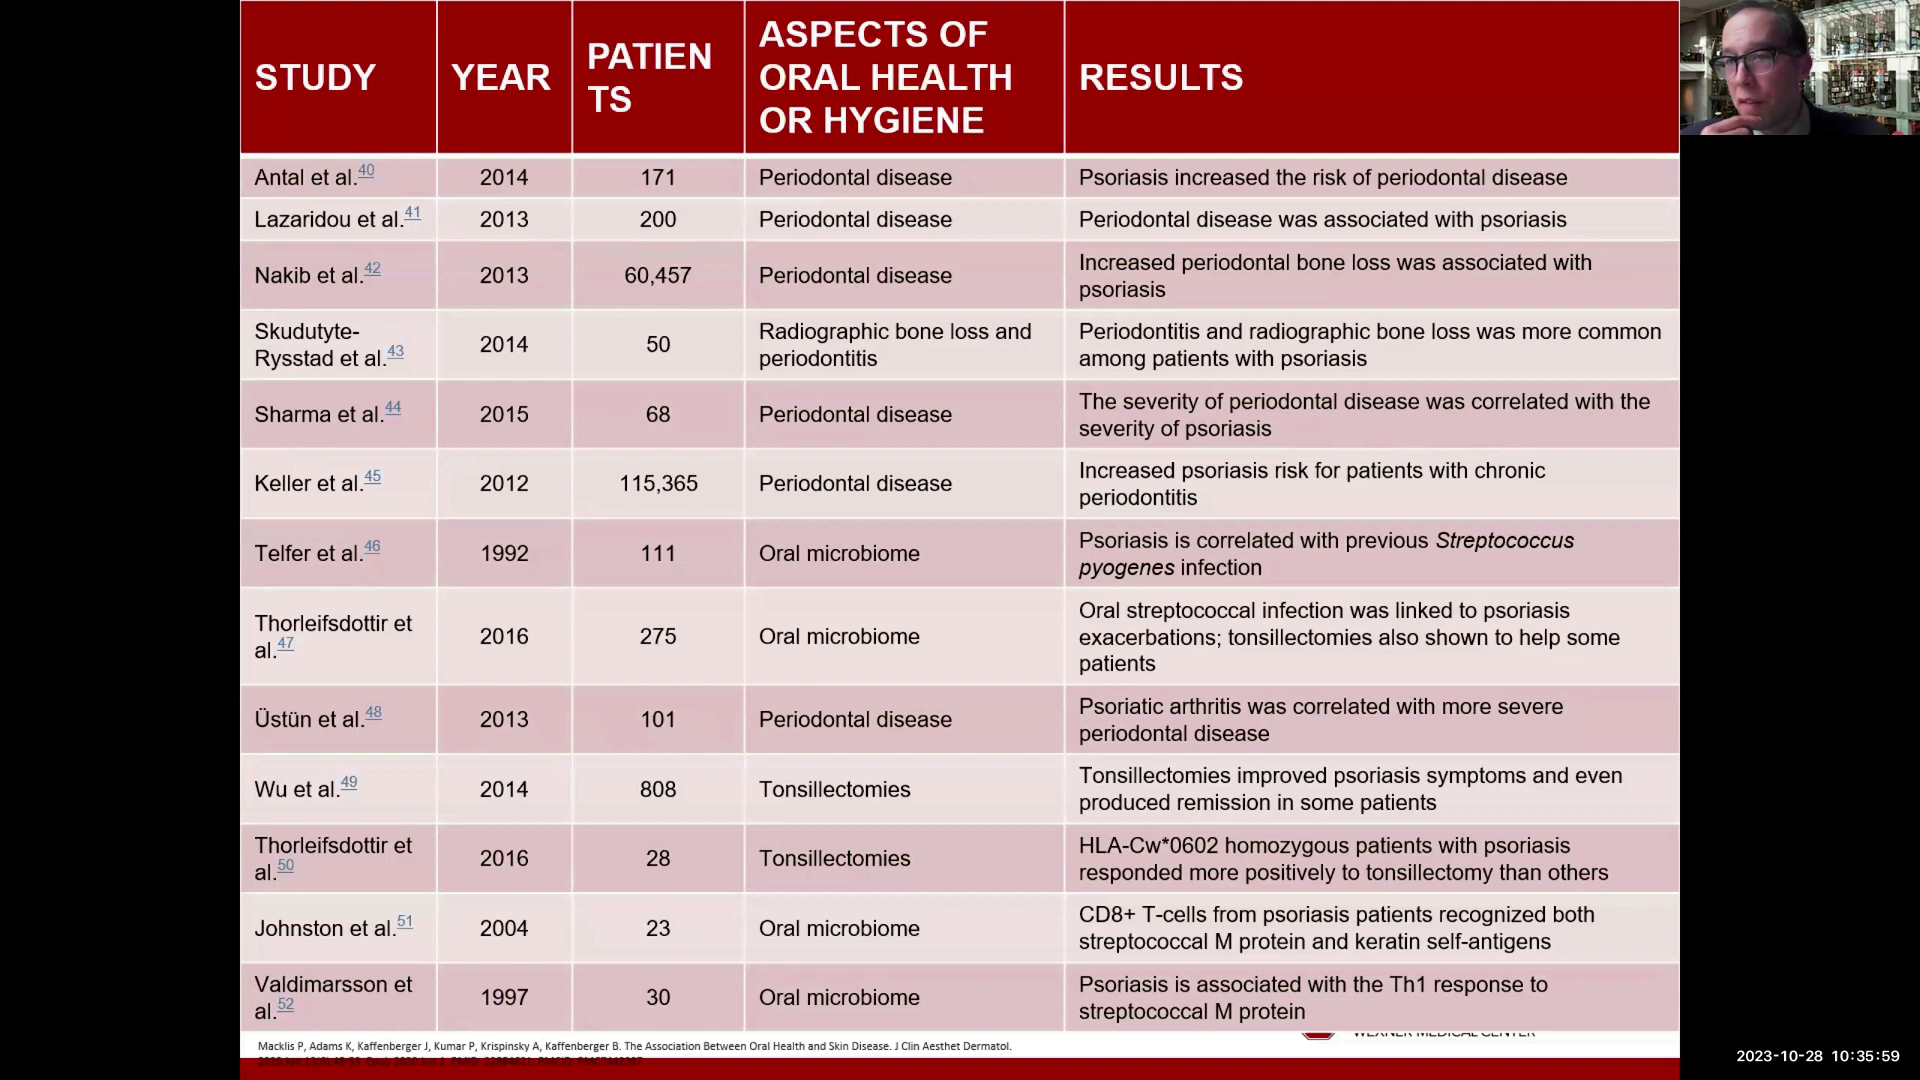 STUDY
YEAR
PATIEN
TS
ASPECTS OF
ORAL HEALTH
OR HYGIENE
RESULTS
Antal et al.40 2014 171 Periodontal disease Psoriasis increased the risk of periodontal disease
Lazaridou et al.41 2013 200 Periodontal disease Periodontal disease was associated with psoriasis
Nakib et al.42 2013 60,457 Periodontal disease
Increased periodontal bone loss was associated with
psoriasis
Skudutyte-
Rysstad et al.43
2014 50
Radiographic bone loss and
periodontitis
Periodontitis and radiographic bone loss was more common
among patients with psoriasis
Sharma et al.44 2015 68 Periodontal disease
The severity of periodontal disease was correlated with the
severity of psoriasis
Keller et al.45 2012 115,365 Periodontal disease
Increased psoriasis risk for patients with chronic
periodontitis
Telfer et al.46 1992 111 Oral microbiome
Psoriasis is correlated with previous Streptococcus
pyogenes infection
Thorleifsdottir et
al.47
2016 275 Oral microbiome
Oral streptococcal infection was linked to psoriasis
exacerbations; tonsillectomies also shown to help some
patients
Üstün et al.48 2013 101 Periodontal disease
Psoriatic arthritis was correlated with more severe
periodontal disease
Wu et al.49 2014 808 Tonsillectomies
Tonsillectomies improved psoriasis symptoms and even
produced remission in some patients
Thorleifsdottir et
al.50
2016 28 Tonsillectomies
HLA-Cw*0602 homozygous patients with psoriasis
responded more positively to tonsillectomy than others
Johnston et al.51 2004 23 Oral microbiome
CD8+ T-cells from psoriasis patients recognized both
streptococcal M protein and keratin self-antigens
Valdimarsson et
al.52
1997 30 Oral microbiome
Psoriasis is associated with the Th1 response to
streptococcal M protein
WEXNER MEDICAL CENTER
Macklis P, Adams K, Kaffenberger J, Kumar P, Krispinsky A, Kaffenberger B. The Association Between Oral Health and Skin Disease. J Clin Aesthet Dermatol.
2023-10-28 10:35:59